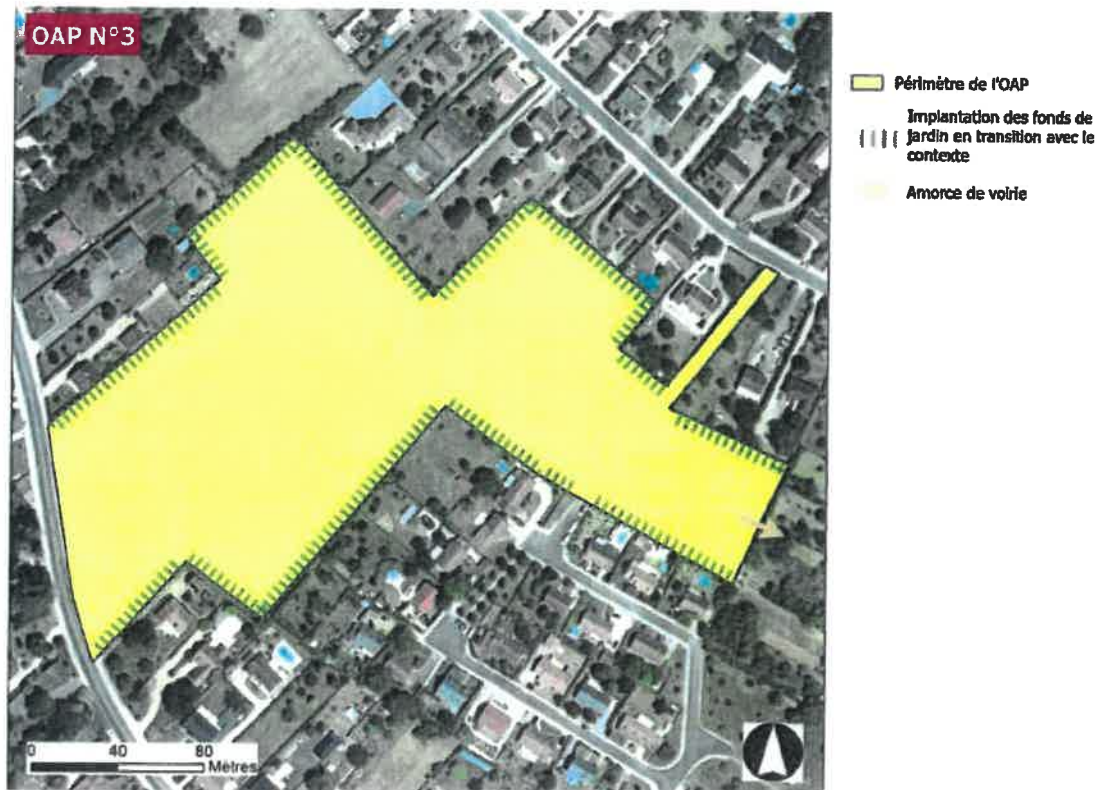 OAP N°3
Périmètre de l'OAP
Implantation des fonds de
jardin en transition avec le
contexte
Amorce de voirie
0 40 80
Mètres